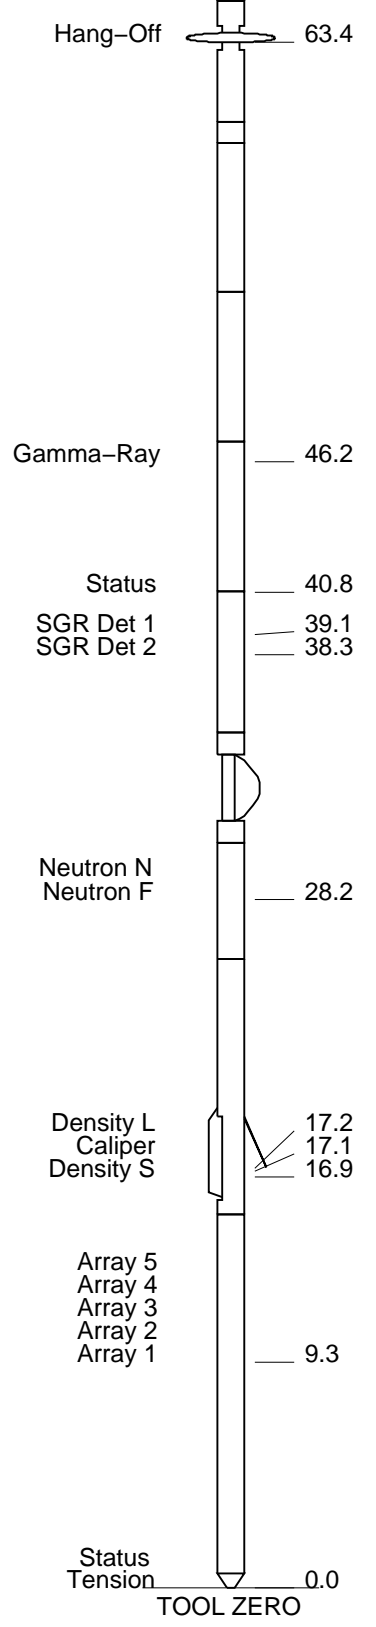 Hang−Off 63.4
Gamma−Ray 46.2
Status 40.8
SGR Det 1 39.1
SGR Det 2 38.3
Neutron N
Neutron F 28.2
Density L 17.2
Caliper 17.1
Density S 16.9
Array 5
Array 4
Array 3
Array 2
Array 1 9.3
Status
Tension 0.0
TOOL ZERO